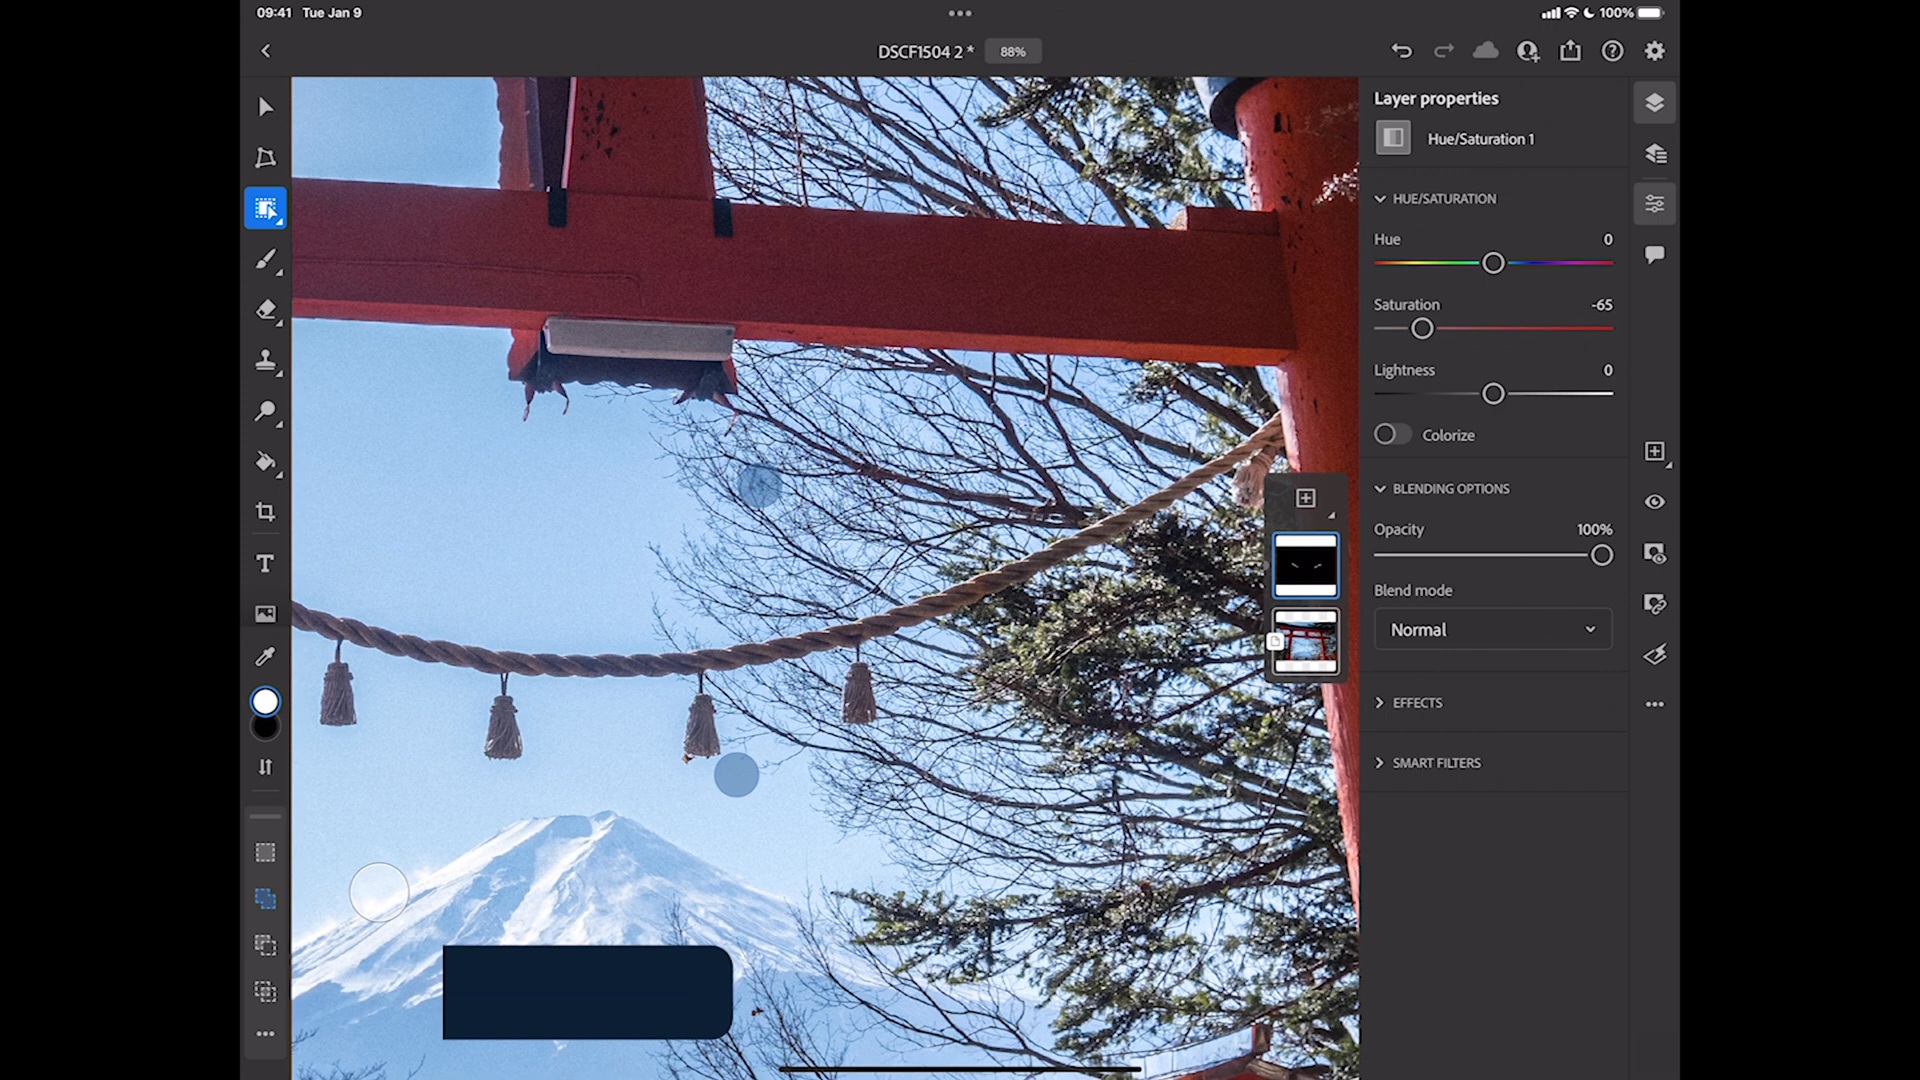 09:41 Tue Jan 9
100%
DSCF1504 2 *
88%
Layer properties
Hue/Saturation 1
HUE/SATURATION
Hue
0
Saturation
-65
Lightness
0
Colorize
BLENDING OPTIONS
Opacity
100%
Blend mode
Normal
EFFECTS
SMART FILTERS